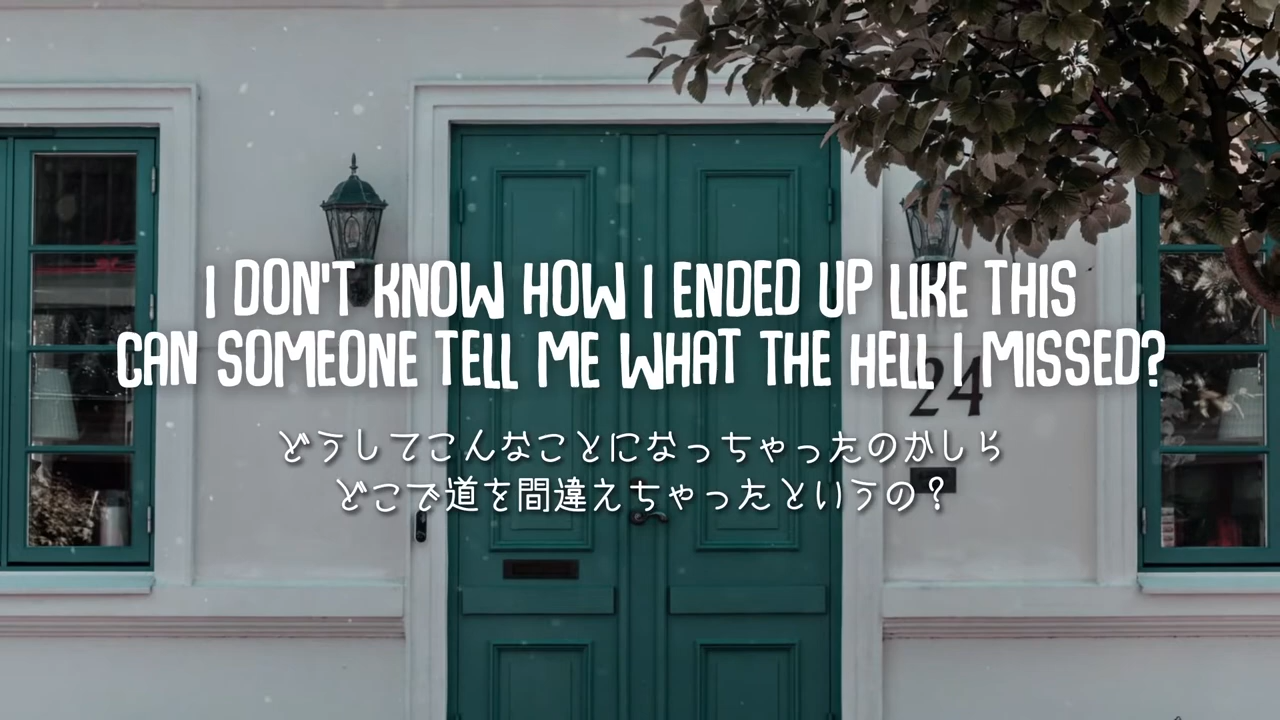 I DON'T KNOW HOW I ENDED UP LIKE THIS
CAN SOMEONE TELL ME WHAT THE HELL I MISSED?
24
どうしてこんなことになっちゃったのかしら
どこで道を間違えちゃったというの？